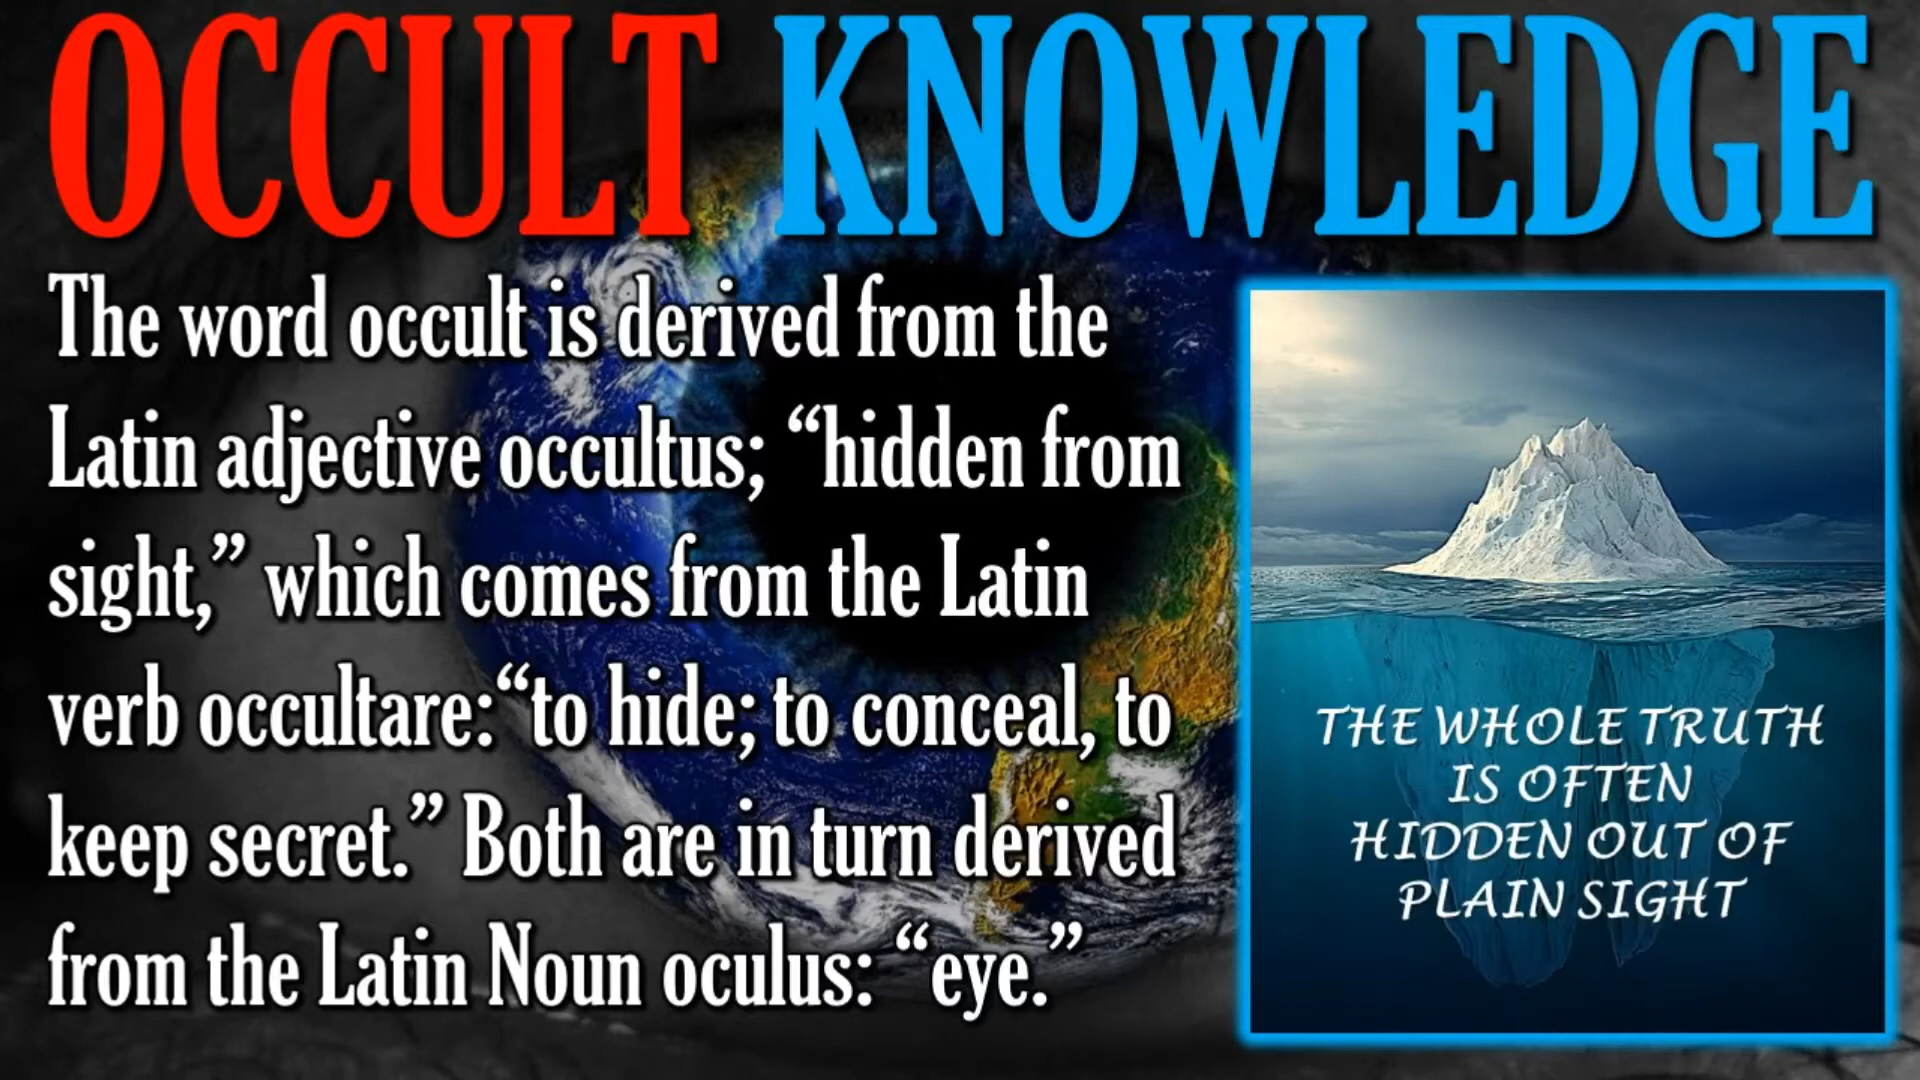 OCCULT KNOWLEDGE
The word occult is derived from the
Latin adjective occultus; “hidden from
sight,” which comes from the Latin
verb occultare:“to hide; to conceal, to
keep secret.” Both are in turn derived
from the Latin Noun oculus: “eye.”
THE WHOLE TRUTH
IS OFTEN
HIDDEN OUT OF
PLAIN SIGHT